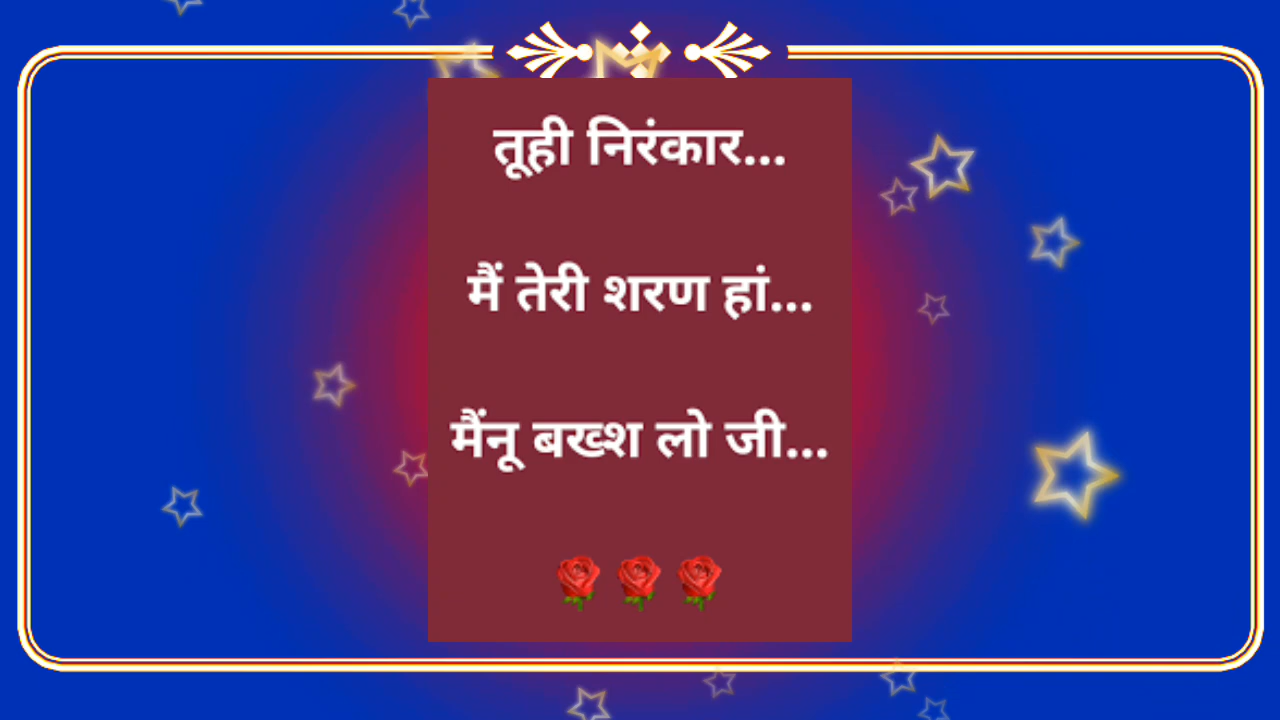 तूही निरंकार...
मैं तेरी शरण हां...
मैंनू बख्श लो जी...